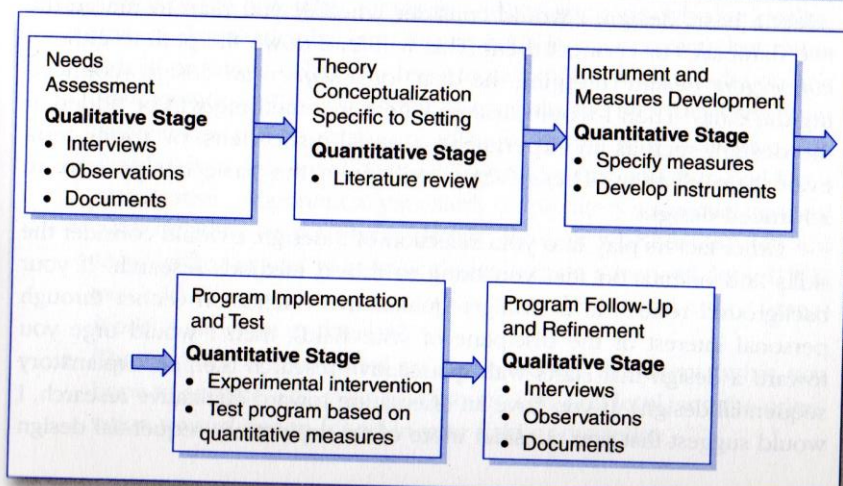 Needs
Assessment
Qualitative Stage
• Interviews
• Observations
• Documents
Theory
Conceptualization
Specific to Setting
Quantitative Stage
• Literature review
Instrument and
Measures Development
Quantitative Stage
• Specify measures
• Develop instruments
Program Implementation
and Test
Quantitative Stage
• Experimental intervention
• Test program based on
quantitative measures
Program Follow-Up
and Refinement
Qualitative Stage
• Interviews
• Observations
• Documents